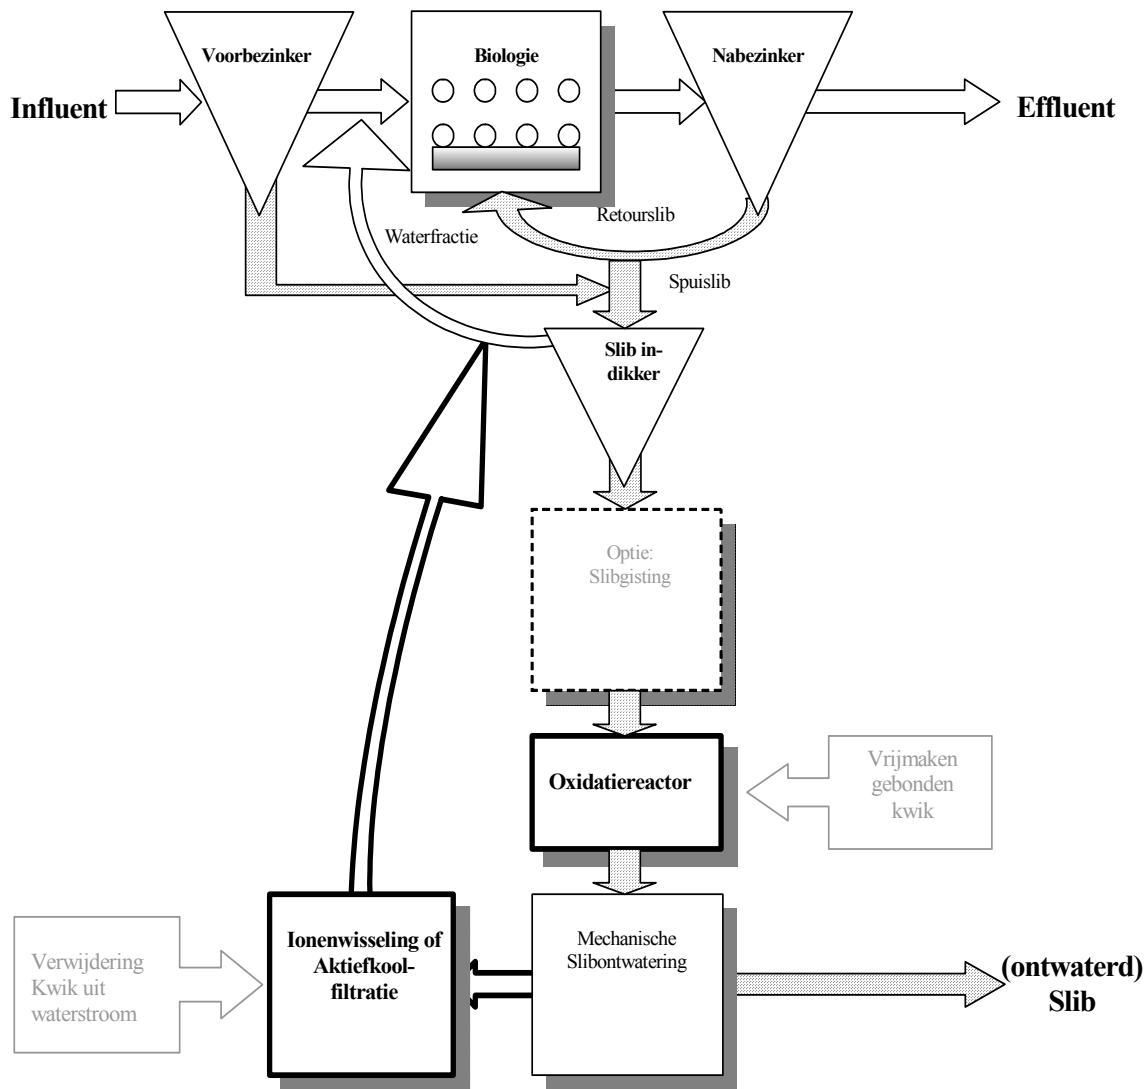 Voorbezinker
Biologie
Nabezinker
Influent
Effluent
Retourslib
Waterfractie
Spuislib
Slib in-
dikker
Optie:
Slibgisting
Oxidatiereactor
Vrijmaken
gebonden
kwik
Ionenwisseling of
Aktiefkool-
filtratie
Mechanische
Slibontwatering
Verwijdering
Kwik uit
waterstroom
(ontwaterd)
Slib